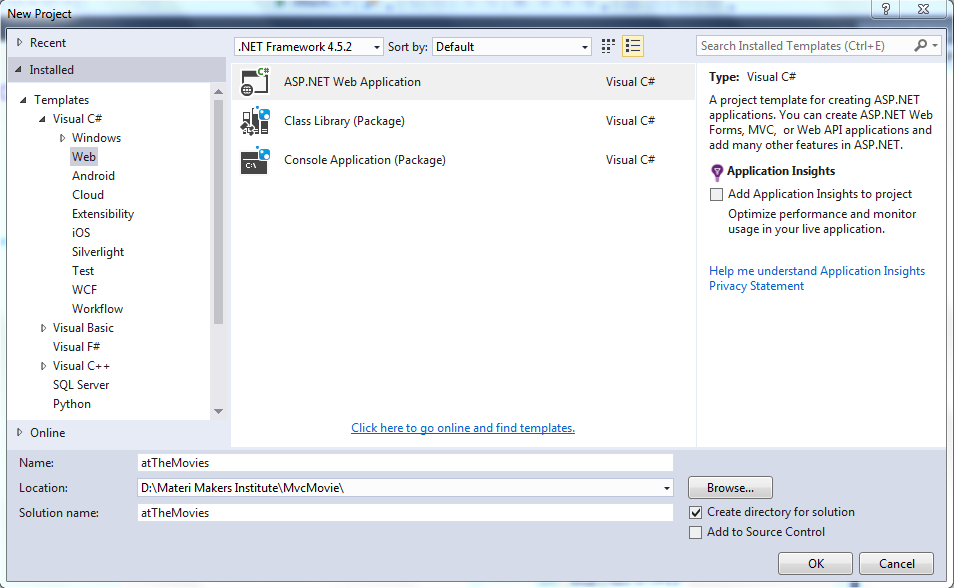 New Project
Recent
Installed
Templates
Visual C#
Windows
Web
Android
Cloud
Extensibility
iOS
Silverlight
Test
WCF
Workflow
Visual Basic
Visual F#
Visual C++
SQL Server
Python
Online
.NET Framework 4.5.2
Sort by: Default
ASP.NET Web Application Visual C#
Class Library (Package) Visual C#
Console Application (Package) Visual C#
Click here to go online and find templates.
Search Installed Templates (Ctrl+E)
Type: Visual C#
A project template for creating ASP.NET
applications. You can create ASP.NET Web
Forms, MVC, or Web API applications and
add many other features in ASP.NET.
Application Insights
Add Application Insights to project
Optimize performance and monitor
usage in your live application.
Help me understand Application Insights
Privacy Statement
Name: atTheMovies
Location: D:\Materi Makers Institute\MvcMovie\
Browse...
Solution name: atTheMovies
Create directory for solution
Add to Source Control
OK
Cancel